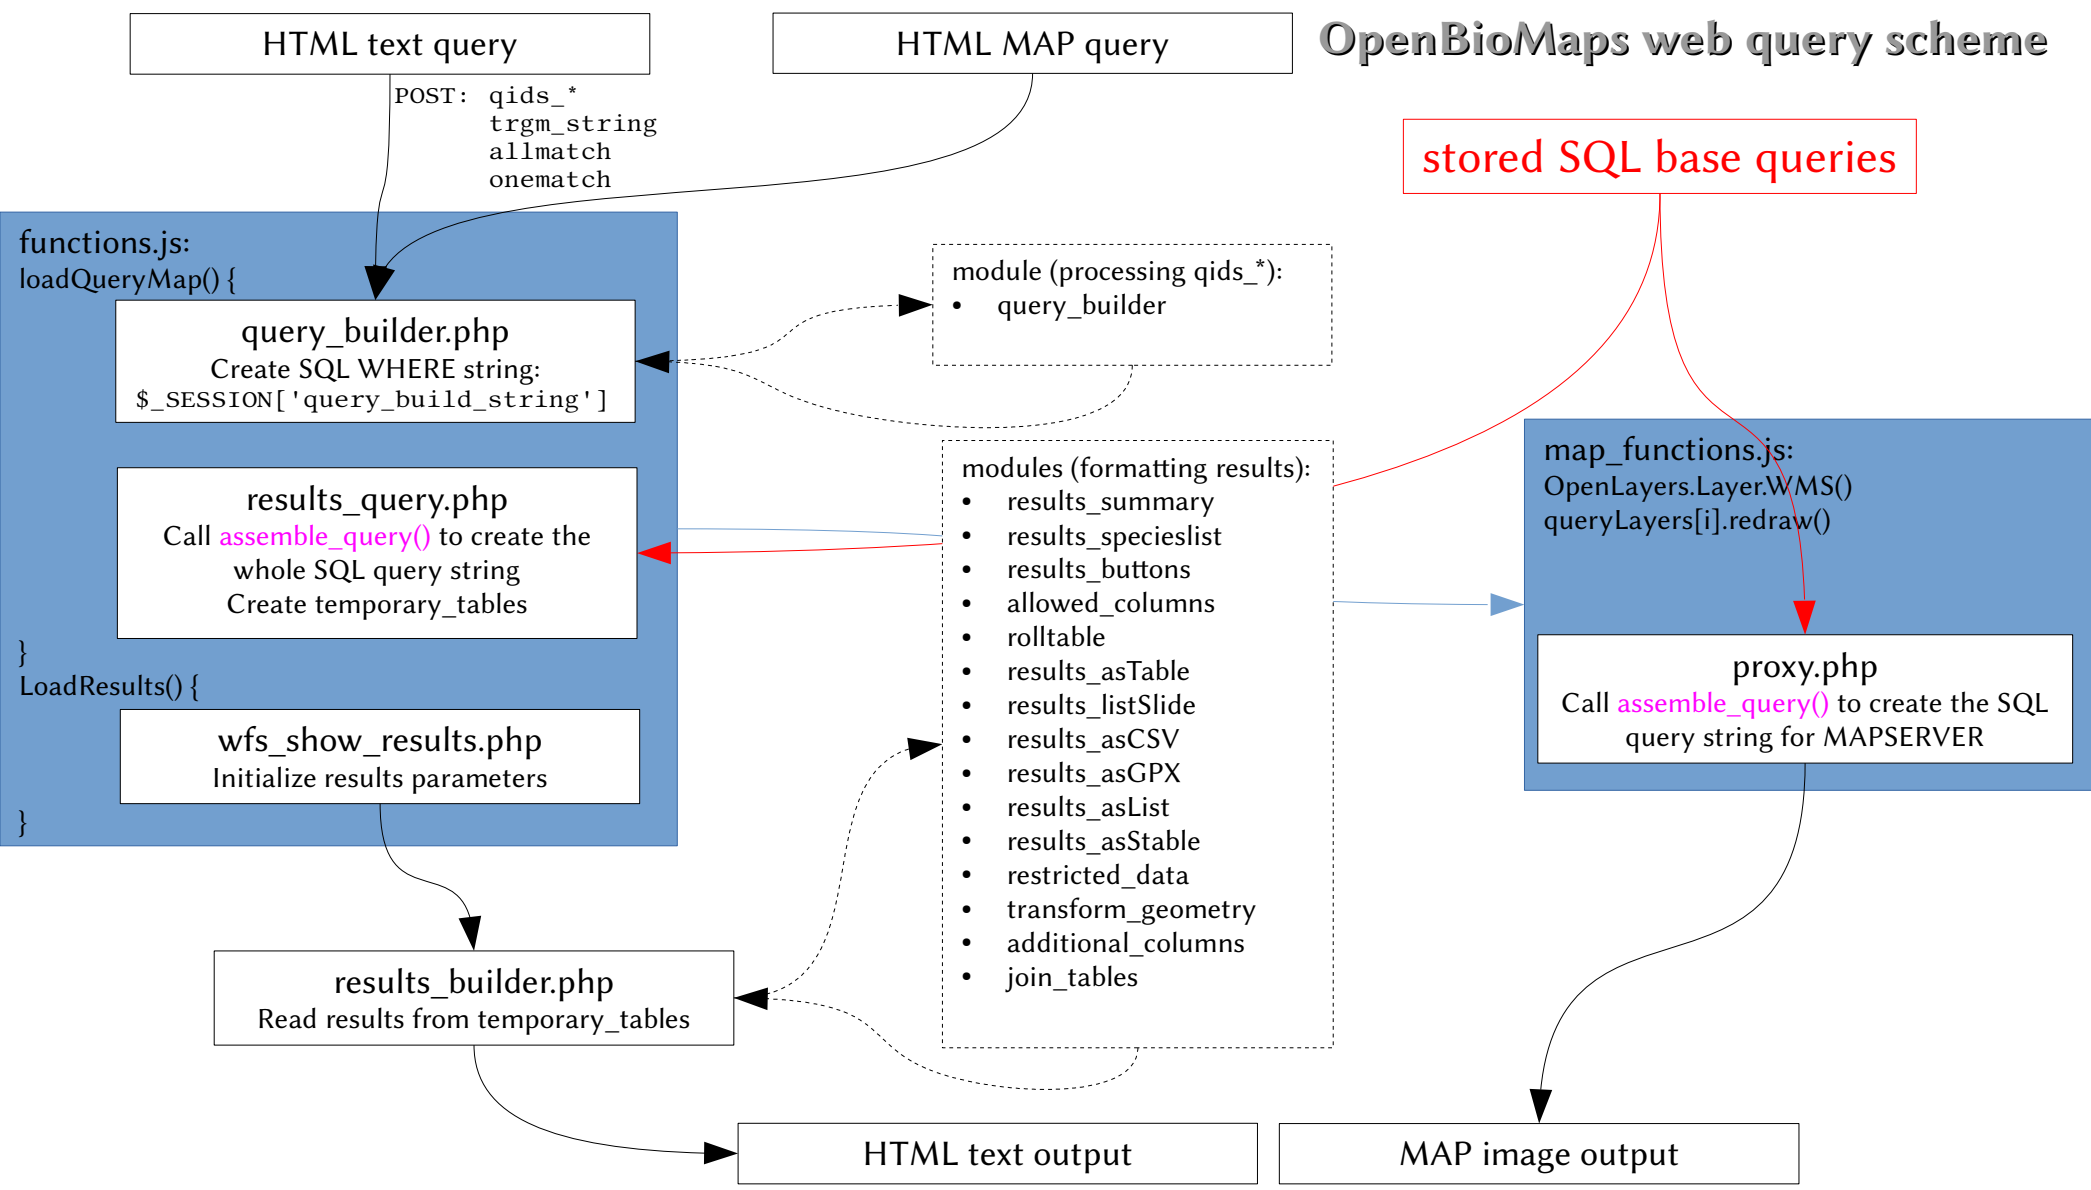 HTML text query
HTML MAP query
OpenBioMaps web query scheme
POST: qids_*
trgm_string
allmatch
onematch
stored SQL base queries
functions.js:
loadQueryMap() {
query_builder.php
Create SQL WHERE string:
$_SESSION['query_build_string']
module (processing qids_*):
• query_builder
results_query.php
Call assemble_query() to create the
whole SQL query string
Create temporary_tables
}
LoadResults() {
wfs_show_results.php
Initialize results parameters
}
modules (formatting results):
• results_summary
• results_specieslist
• results_buttons
• allowed_columns
• rolltable
• results_asTable
• results_listSlide
• results_asCSV
• results_asGPX
• results_asList
• results_asStable
• restricted_data
• transform_geometry
• additional_columns
• join_tables
map_functions.js:
OpenLayers.Layer.WMS()
queryLayers[i].redraw()
proxy.php
Call assemble_query() to create the SQL
query string for MAPSERVER
results_builder.php
Read results from temporary_tables
HTML text output
MAP image output